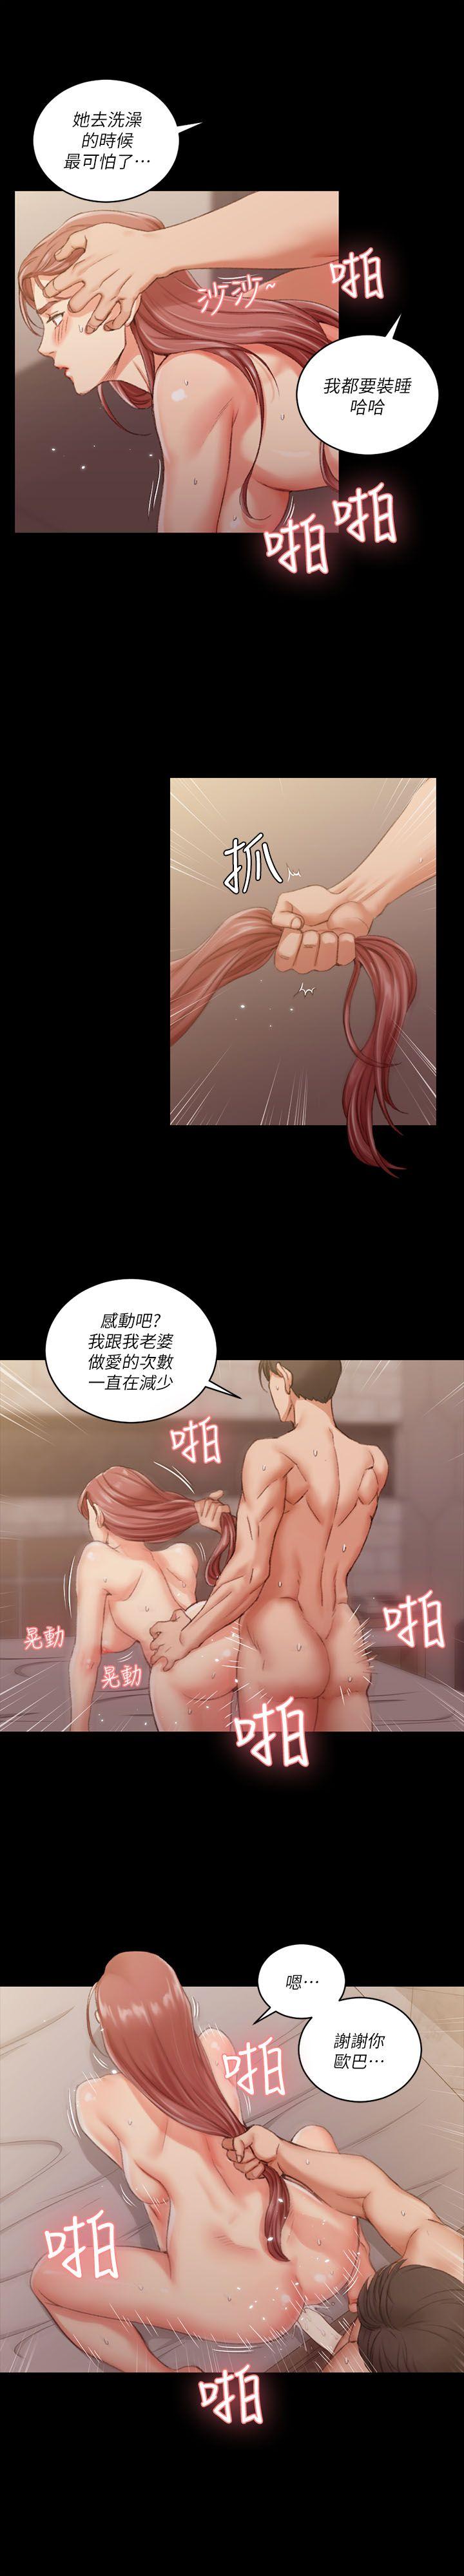 她去洗澡
的時候
最可怕了…
沙沙~
啪
我都要裝睡
哈哈
啪
啪
抓
感動吧?
我跟我老婆
做愛的次數
一直在減少
啪
晃動
晃動
啪
啪
嗯…
謝謝你
歐巴…
啪
啪
啪